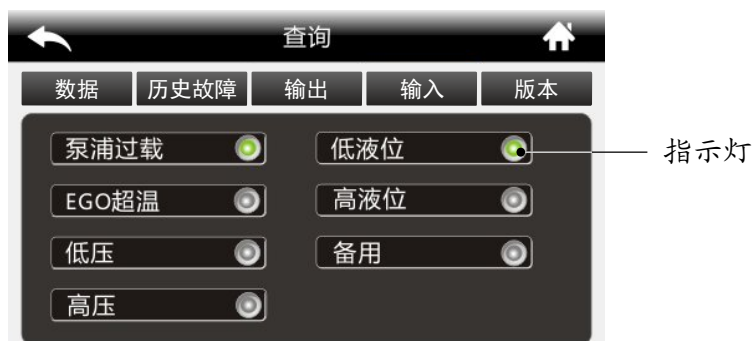 查询
数据 历史故障 输出 输入 版本
泵浦过载 低液位 指示灯
EGO超温 高液位
低压 备用
高压